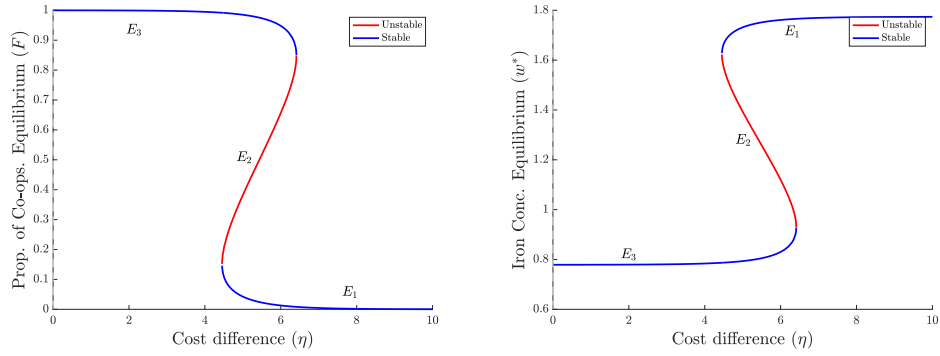 Prop. of Co-ops. Equilibrium (F)
1
0.9
0.8
0.7
0.6
0.5
0.4
0.3
0.2
0.1
0
E3
E2
E1
Unstable
Stable
0 2 4 6 8 10
Cost difference (η)
Iron Conc. Equilibrium (w*)
1.8
1.6
1.4
1.2
1
0.8
0.6
E1
E2
E3
Unstable
Stable
0 2 4 6 8 10
Cost difference (η)